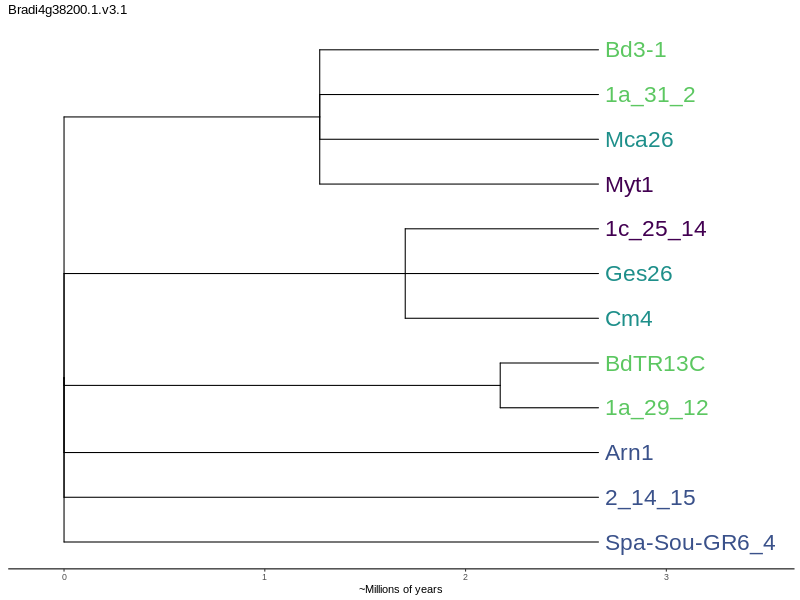 Bradi4g38200.1.v3.1
Bd3-1
1a_31_2
Mca26
Myt1
1c_25_14
Ges26
Cm4
BdTR13C
1a_29_12
Arn1
2_14_15
Spa-Sou-GR6_4
0 1 2 3
~Millions of years